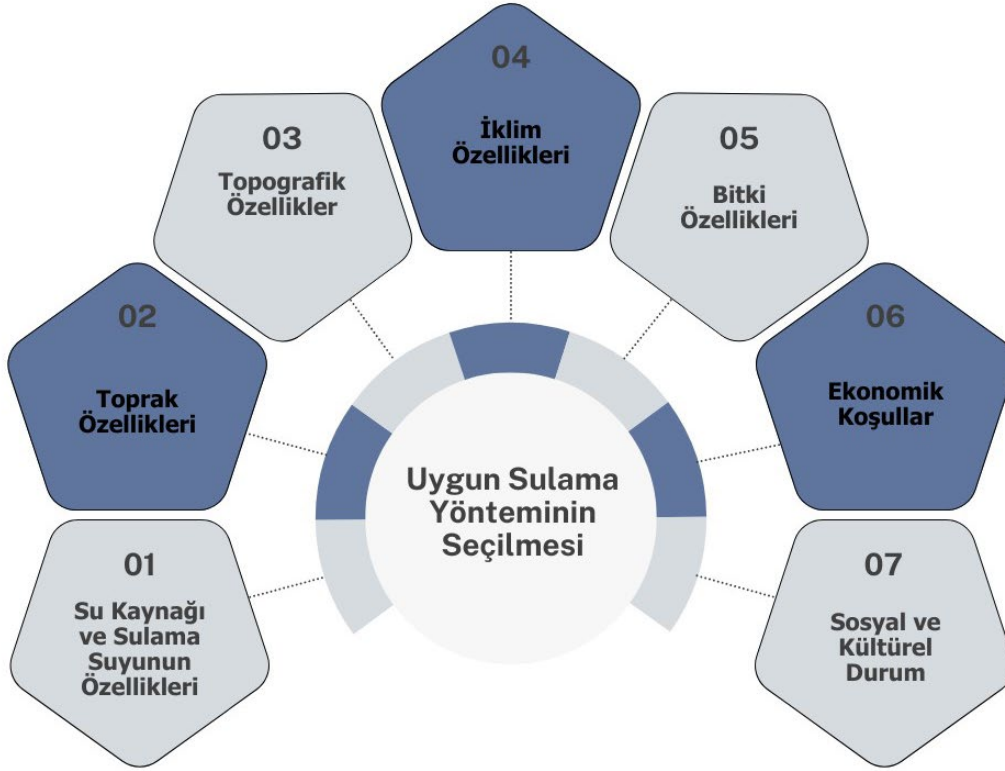 01
Su Kaynağı
ve Sulama
Suyunun
Özellikleri
02
Toprak
Özellikleri
03
Topografik
Özellikler
04
İklim
Özellikleri
05
Bitki
Özellikleri
06
Ekonomik
Koşullar
07
Sosyal ve
Kültürel
Durum
Uygun Sulama
Yönteminin
Seçilmesi